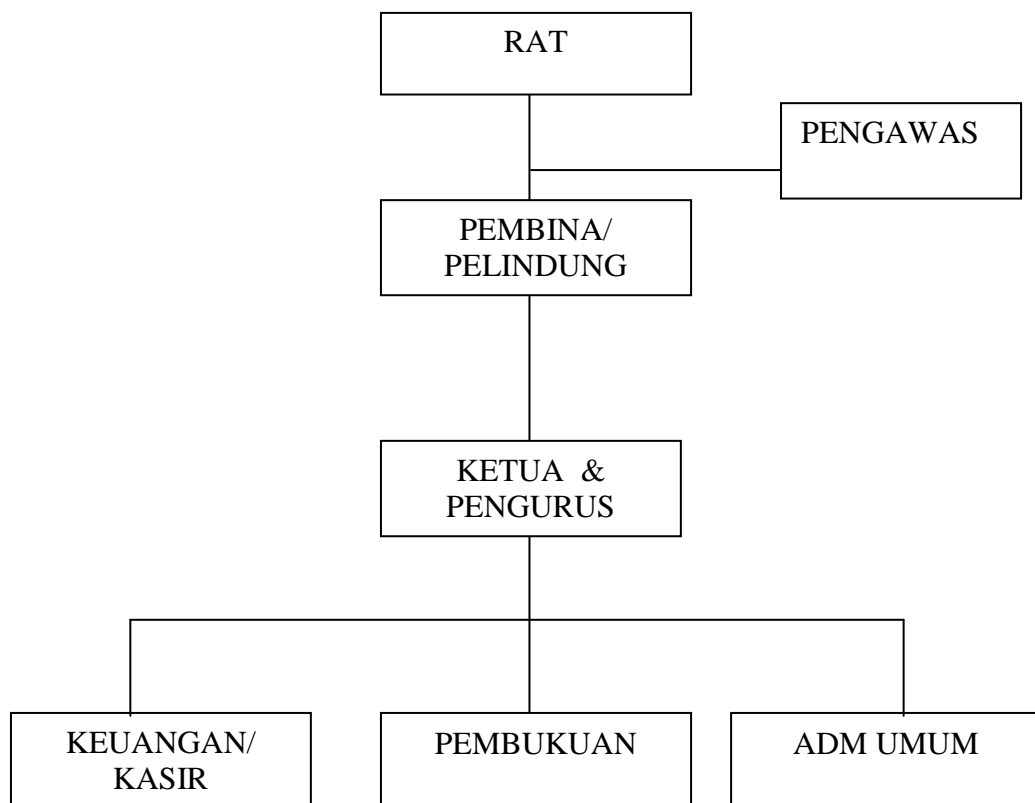 RAT
PENGAWAS
PEMBINA/
PELINDUNG
KETUA &
PENGURUS
KEUANGAN/
KASIR
PEMBUKUAN
ADM UMUM